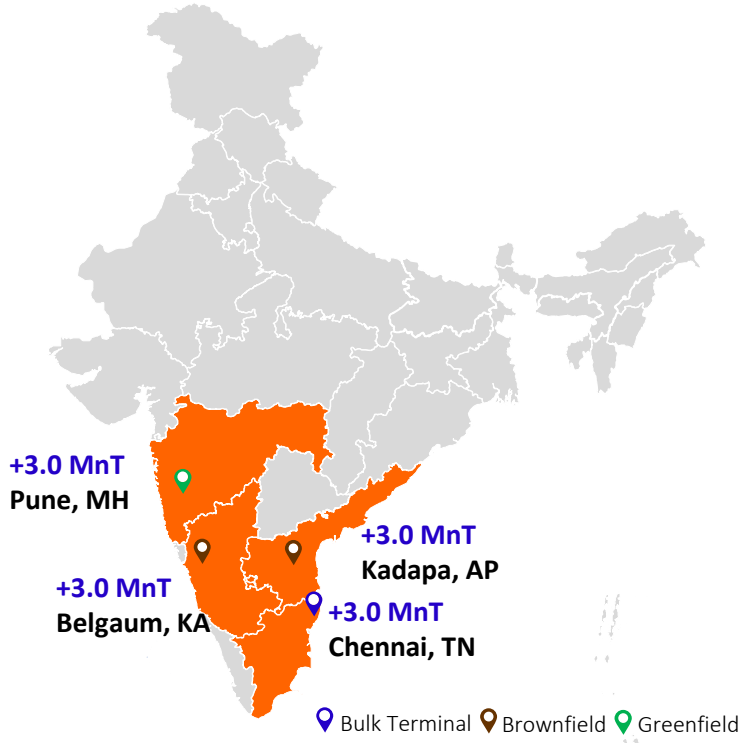 +3.0 MnT
Pune, MH
+3.0 MnT
Kadapa, AP
+3.0 MnT
Belgaum, KA
+3.0 MnT
Chennai, TN
Bulk Terminal Brownfield Greenfield